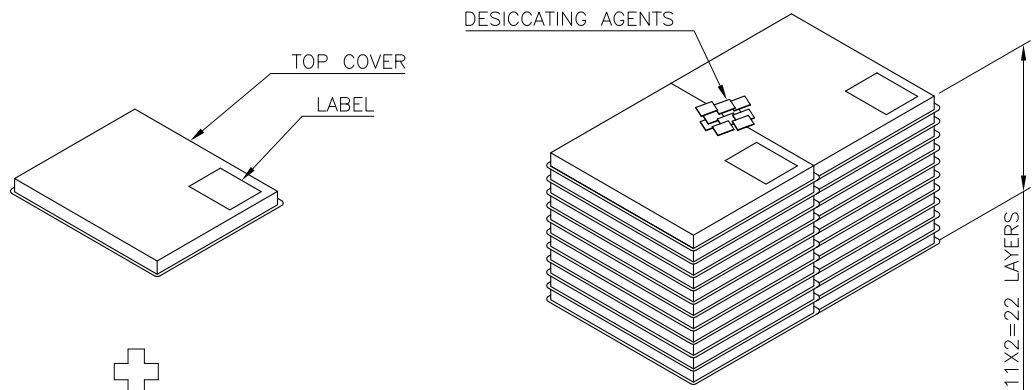 DESICCATING AGENTS
TOP COVER
LABEL
11X2=22 LAYERS